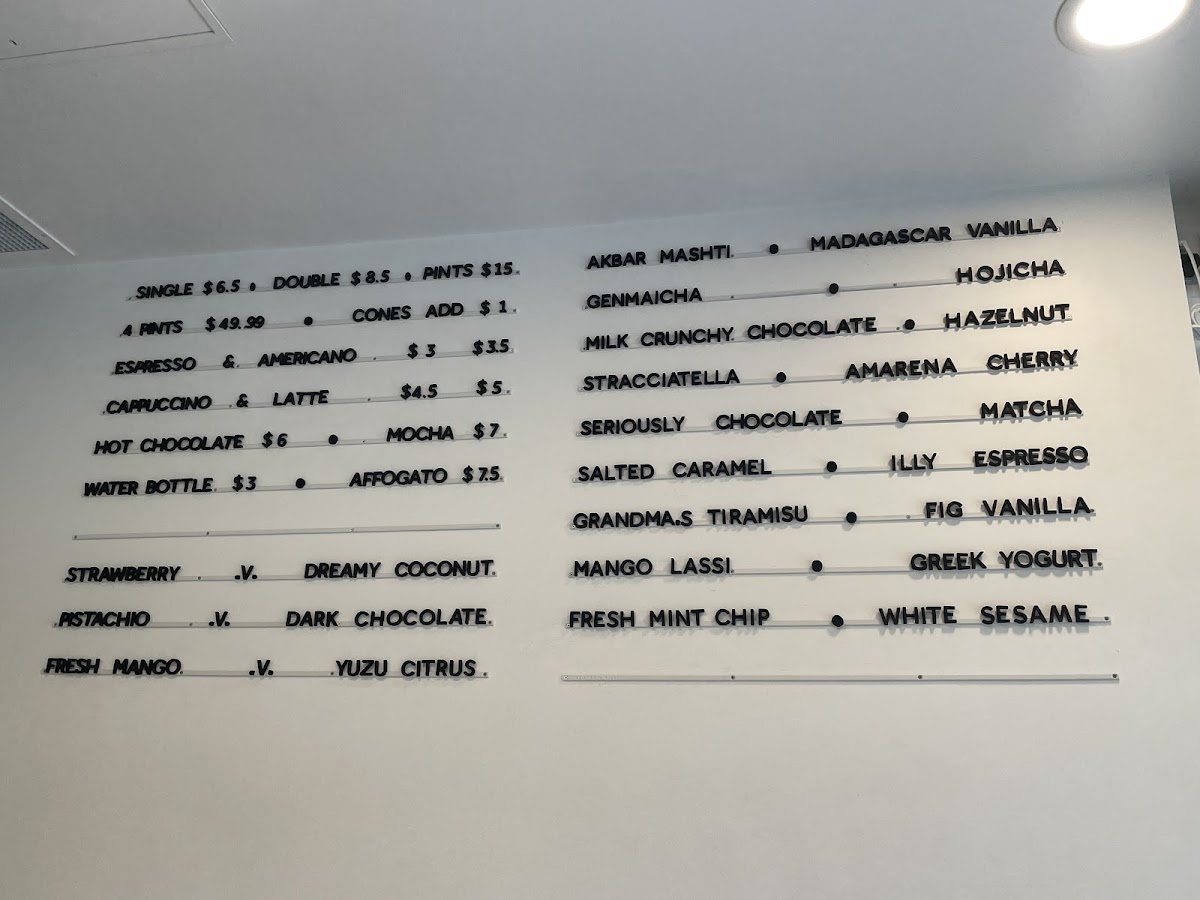 SINGLE $6.5 • DOUBLE $8.5 • PINTS $15
4 PINTS $49.99 • CONES ADD $1
ESPRESSO & AMERICANO $3 $3.5
CAPPUCCINO & LATTE $4.5 $5
HOT CHOCOLATE $6 • MOCHA $7
WATER BOTTLE $3 • AFFOGATO $7.5
STRAWBERRY .V. DREAMY COCONUT
PISTACHIO .V. DARK CHOCOLATE
FRESH MANGO .V. YUZU CITRUS
AKBAR MASHTI • MADAGASCAR VANILLA
GENMAICHA • HOJICHA
MILK CRUNCHY CHOCOLATE • HAZELNUT
STRACCIATELLA • AMARENA CHERRY
SERIOUSLY CHOCOLATE • MATCHA
SALTED CARAMEL • ILLY ESPRESSO
GRANDMA.S TIRAMISU • FIG VANILLA
MANGO LASSI • GREEK YOGURT
FRESH MINT CHIP • WHITE SESAME